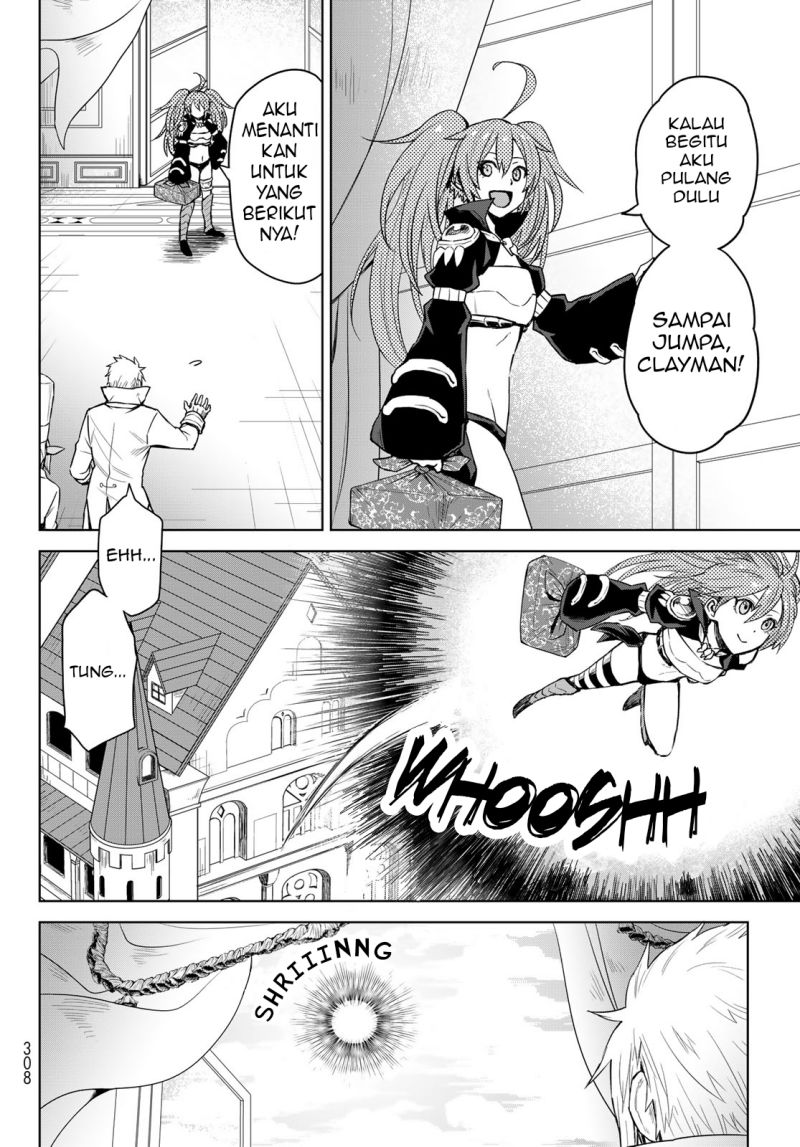 KALAU
BEGITU
AKU
PULANG
DULU
SAMPAI
JUMPA,
CLAYMAN!
AKU
MENANTI
KAN UNTUK
YANG
BERIKUT
NYA!
EHH...
TUNG...
WHOOSHH
SHRIIINNG
308